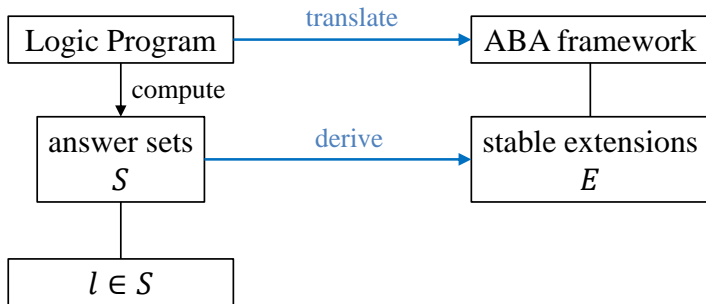 Logic Program
translate
ABA framework
compute
answer sets
𝑆
derive
stable extensions
𝐸
𝑙 ∈ 𝑆